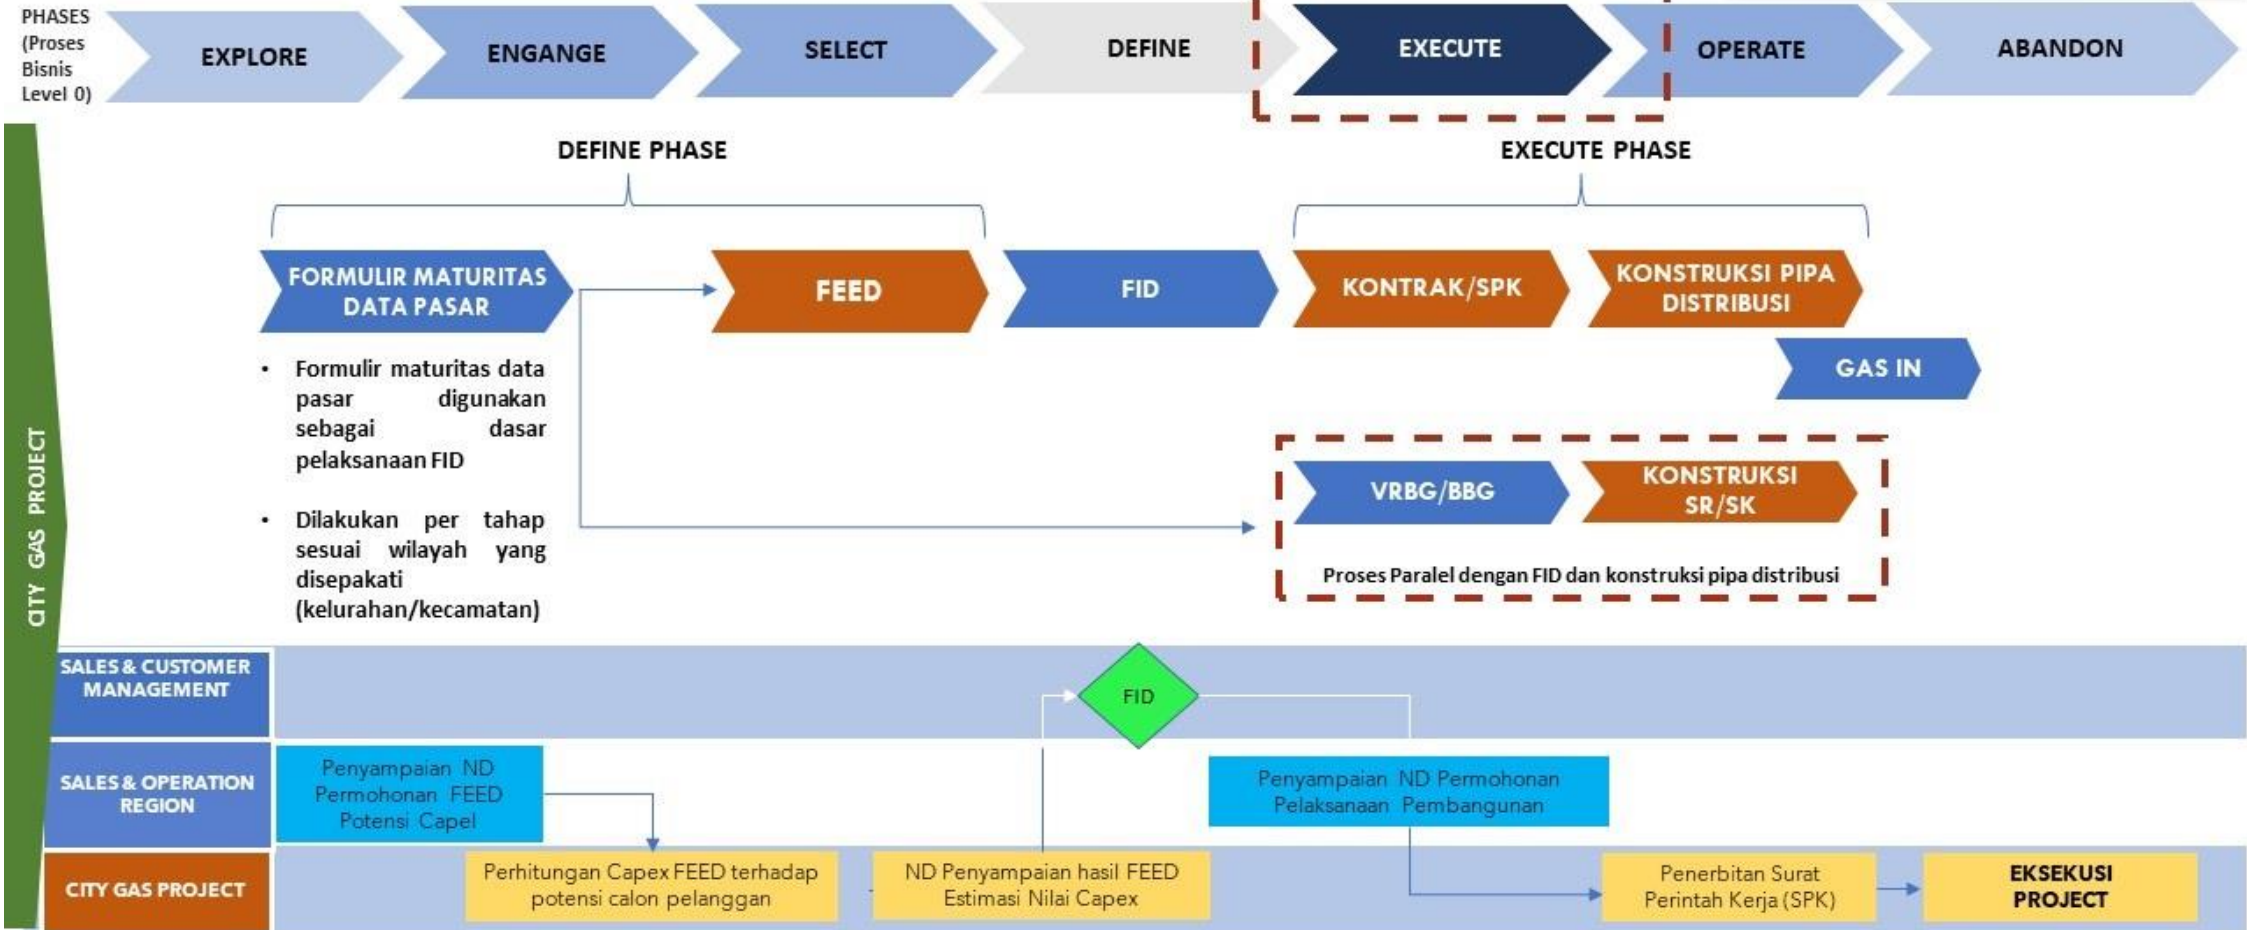 PHASES
(Proses
Bisnis
Level 0)
EXPLORE
ENGANGE
SELECT
DEFINE
EXECUTE
OPERATE
ABANDON
DEFINE PHASE
EXECUTE PHASE
FORMULIR MATURITAS
DATA PASAR
FEED
FID
KONTRAK/SPK
KONSTRUKSI PIPA
DISTRIBUSI
GAS IN
• Formulir maturitas data
pasar digunakan
sebagai dasar
pelaksanaan FID
• Dilakukan per tahap
sesuai wilayah yang
disepakati
(kelurahan/kecamatan)
VRBG/BBG
KONSTRUKSI
SR/SK
Proses Paralel dengan FID dan konstruksi pipa distribusi
CITY GAS PROJECT
SALES & CUSTOMER
MANAGEMENT
FID
SALES & OPERATION
REGION
Penyampaian ND
Permohonan FEED
Potensi Capel
Penyampaian ND Permohonan
Pelaksanaan Pembangunan
CITY GAS PROJECT
Perhitungan Capex FEED terhadap
potensi calon pelanggan
ND Penyampaian hasil FEED
Estimasi Nilai Capex
Penerbitan Surat
Perintah Kerja (SPK)
EKSEKUSI
PROJECT